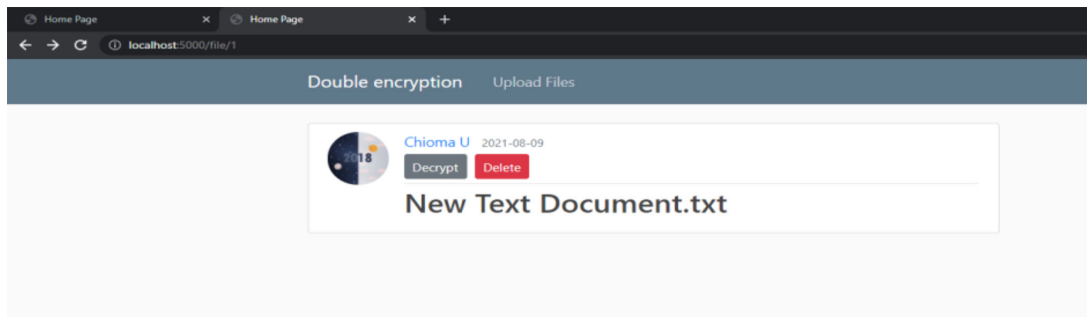 Home Page Home Page
localhost:5000/file/1
Double encryption Upload Files
2018
Chioma U 2021-08-09
Decrypt Delete
New Text Document.txt